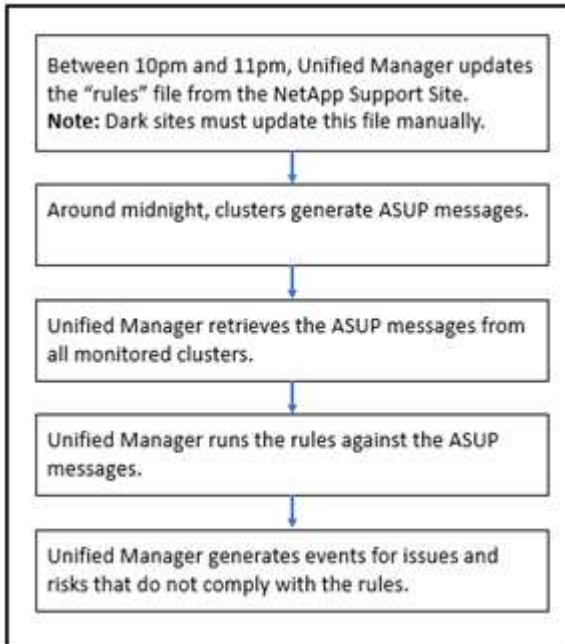 Between 10pm and 11pm, Unified Manager updates
the “rules” file from the NetApp Support Site.
Note: Dark sites must update this file manually.
Around midnight, clusters generate ASUP messages.
Unified Manager retrieves the ASUP messages from
all monitored clusters.
Unified Manager runs the rules against the ASUP
messages.
Unified Manager generates events for issues and
risks that do not comply with the rules.